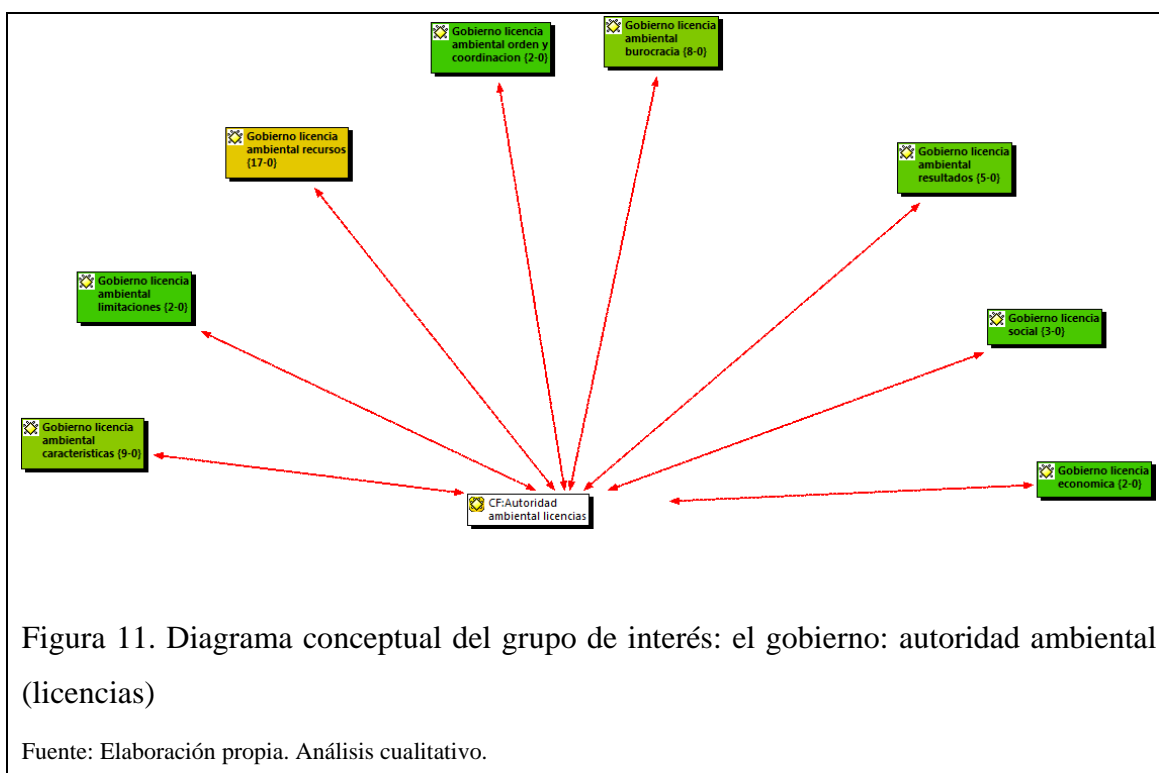 Gobierno licencia
ambiental orden y
coordinacion {2-0}
Gobierno licencia
ambiental
burocracia {8-0}
Gobierno licencia
ambiental recursos
{17-0}
Gobierno licencia
ambiental
resultados {5-0}
Gobierno licencia
ambiental
limitaciones {2-0}
Gobierno licencia
social {3-0}
Gobierno licencia
ambiental
caracteristicas {9-0}
Gobierno licencia
economica {2-0}
CF:Autoridad
ambiental licencias
Figura 11. Diagrama conceptual del grupo de interés: el gobierno: autoridad ambiental
(licencias)
Fuente: Elaboración propia. Análisis cualitativo.